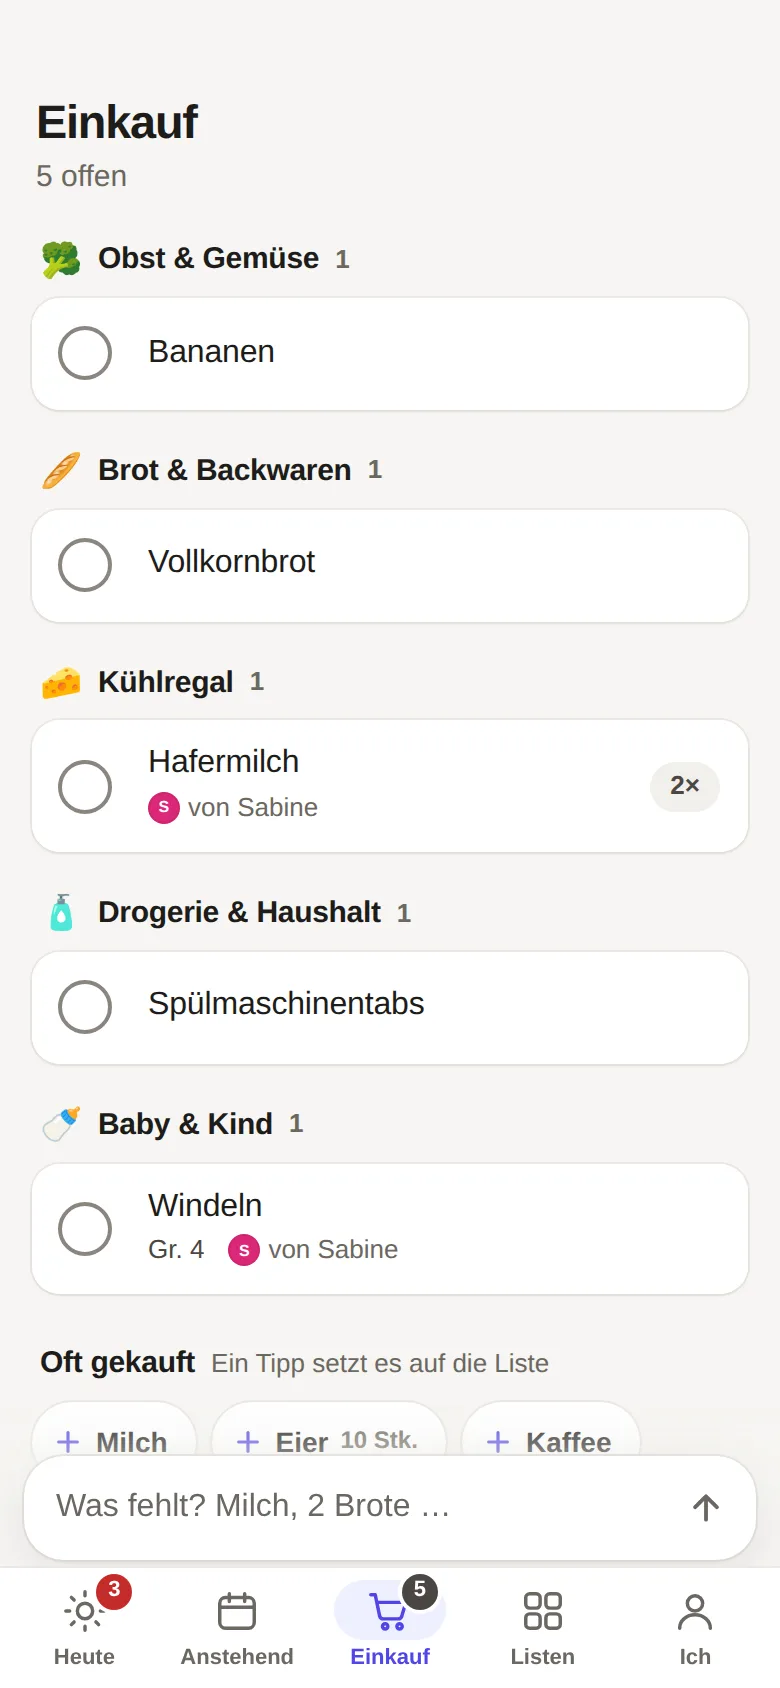 Einkauf
5 offen
Obst & Gemüse 1
Bananen
Brot & Backwaren 1
Vollkornbrot
Kühlregal 1
Hafermilch
S von Sabine
2×
Drogerie & Haushalt 1
Spülmaschinentabs
Baby & Kind 1
Windeln
Gr. 4 S von Sabine
Oft gekauft Ein Tipp setzt es auf die Liste
+ Milch + Eier 10 Stk. + Kaffee
Was fehlt? Milch, 2 Brote …
3 5
Heute Anstehend Einkauf Listen Ich